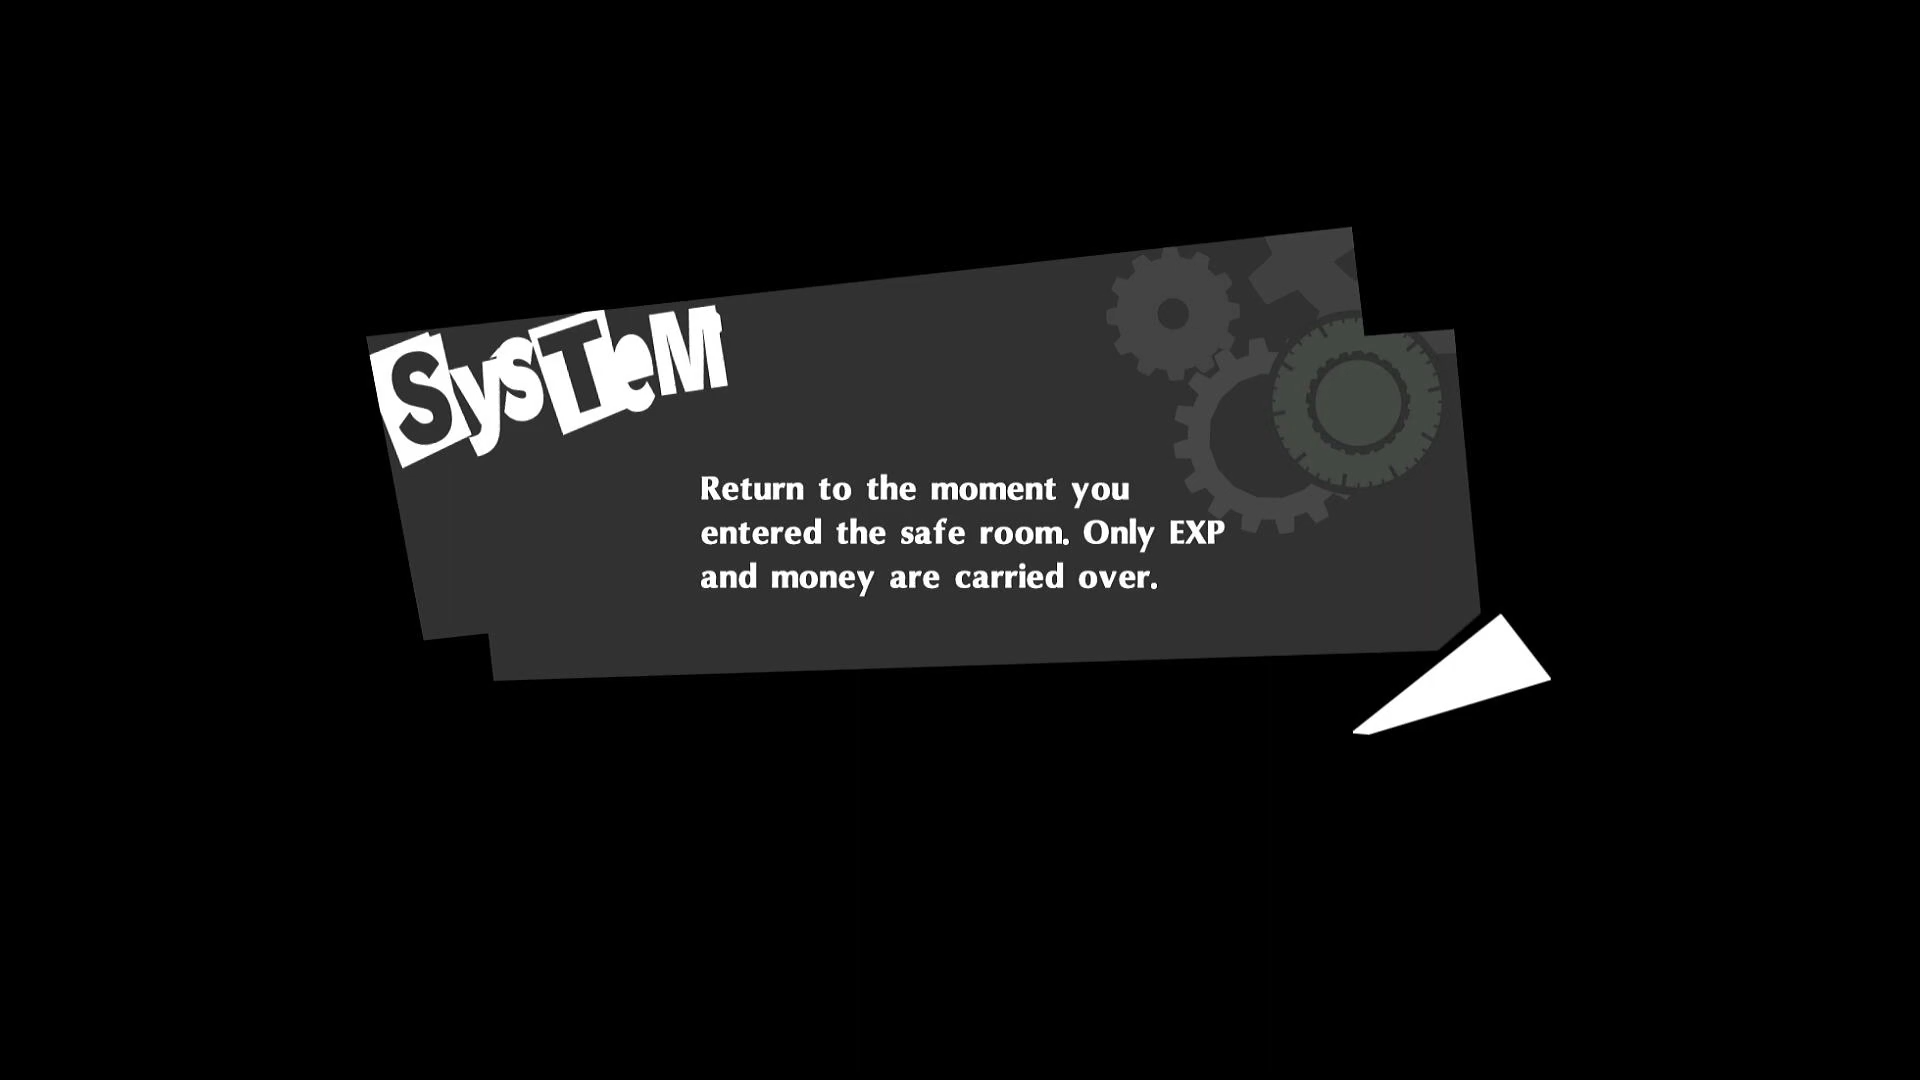 SysTeM
Return to the moment you
entered the safe room. Only EXP
and money are carried over.